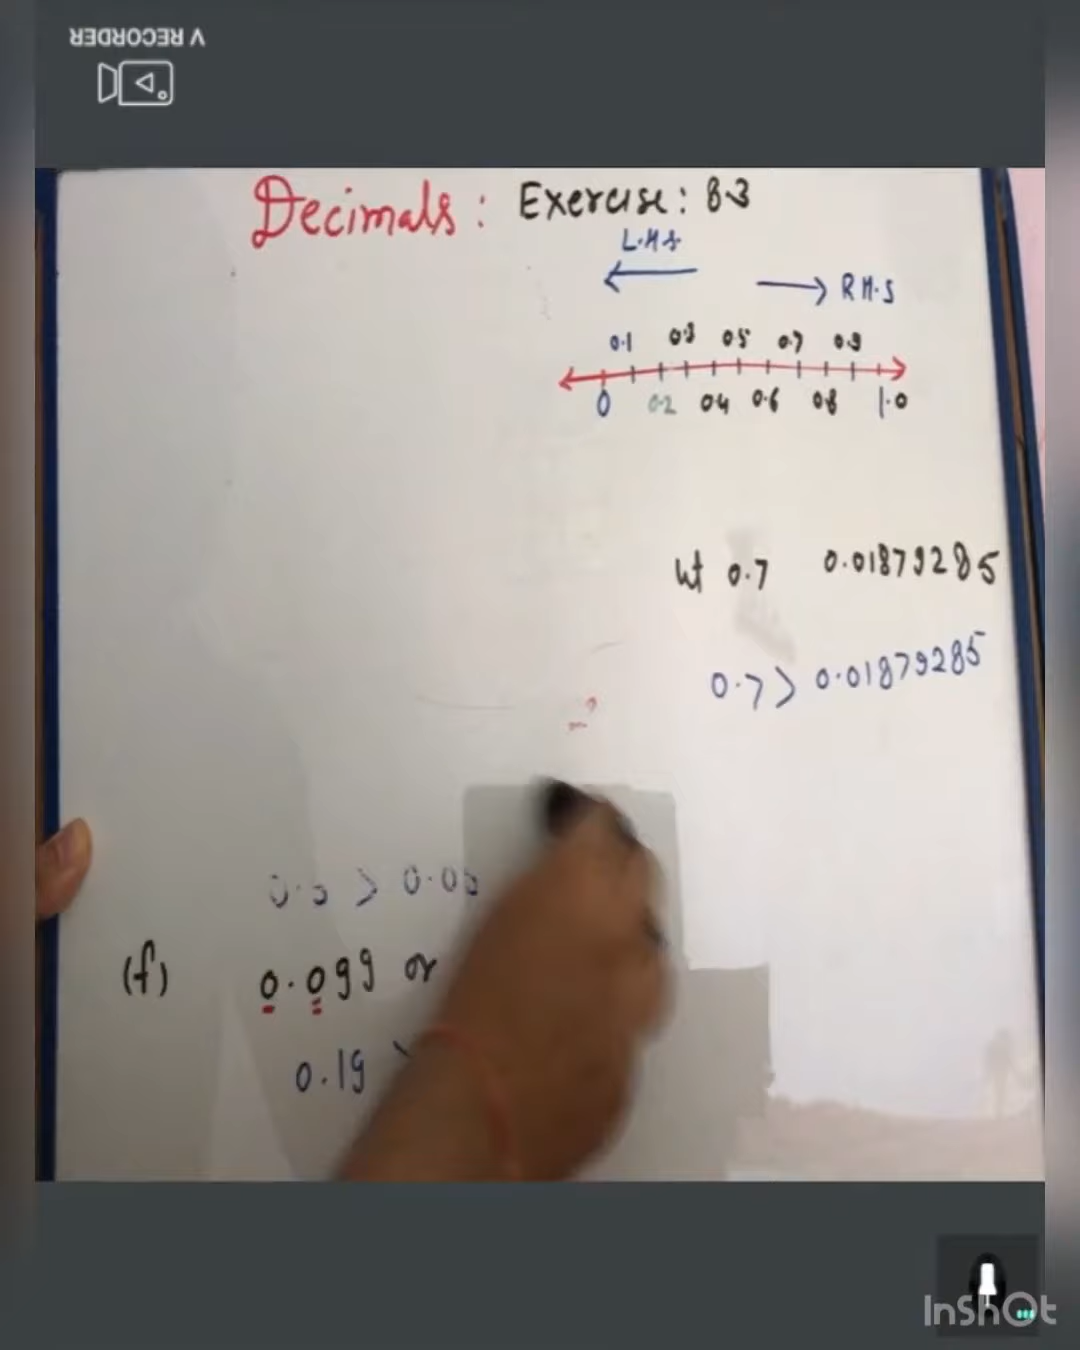 V RECORDER
Decimals: Exercise: 8.3
L.H.S
R.H.S
0.1 0.3 0.5 0.7 0.9
0 0.2 0.4 0.6 0.8 1.0
0.7 0.01879285
0.7 > 0.01879285
> 0.05
(f) 0.099 or
0.19 >
InShOt